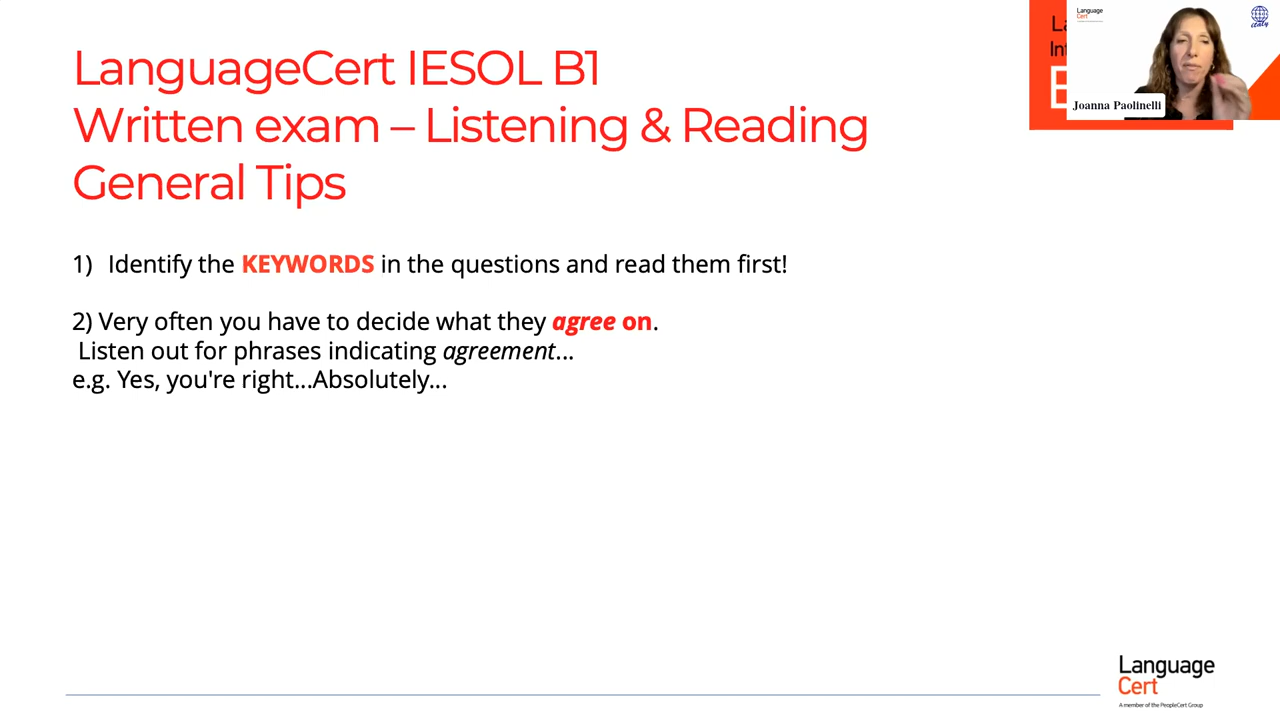 LanguageCert IESOL B1
Written exam – Listening & Reading
General Tips
Language
Cert
Joanna Paolinelli
1) Identify the KEYWORDS in the questions and read them first!
2) Very often you have to decide what they agree on.
Listen out for phrases indicating agreement...
e.g. Yes, you're right...Absolutely...
Language
Cert
A member of the PeopleCert Group